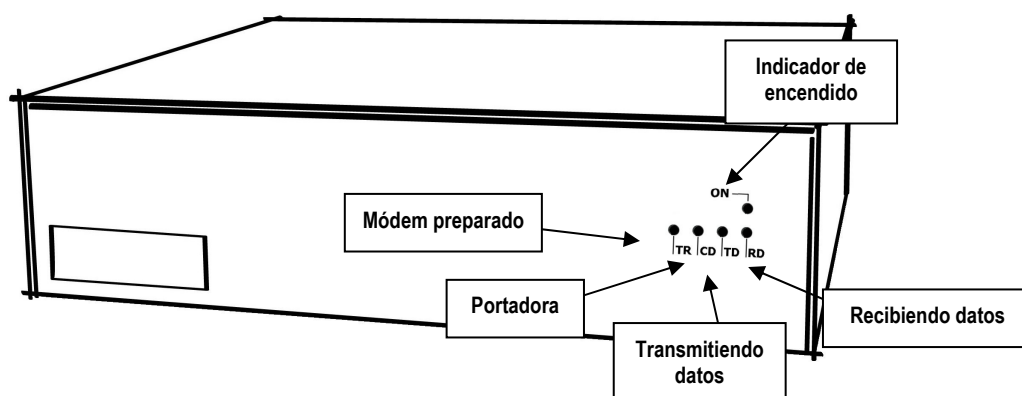 Indicador de
encendido
ON
Módem preparado
TR CD TD RD
Portadora
Recibiendo datos
Transmitiendo
datos